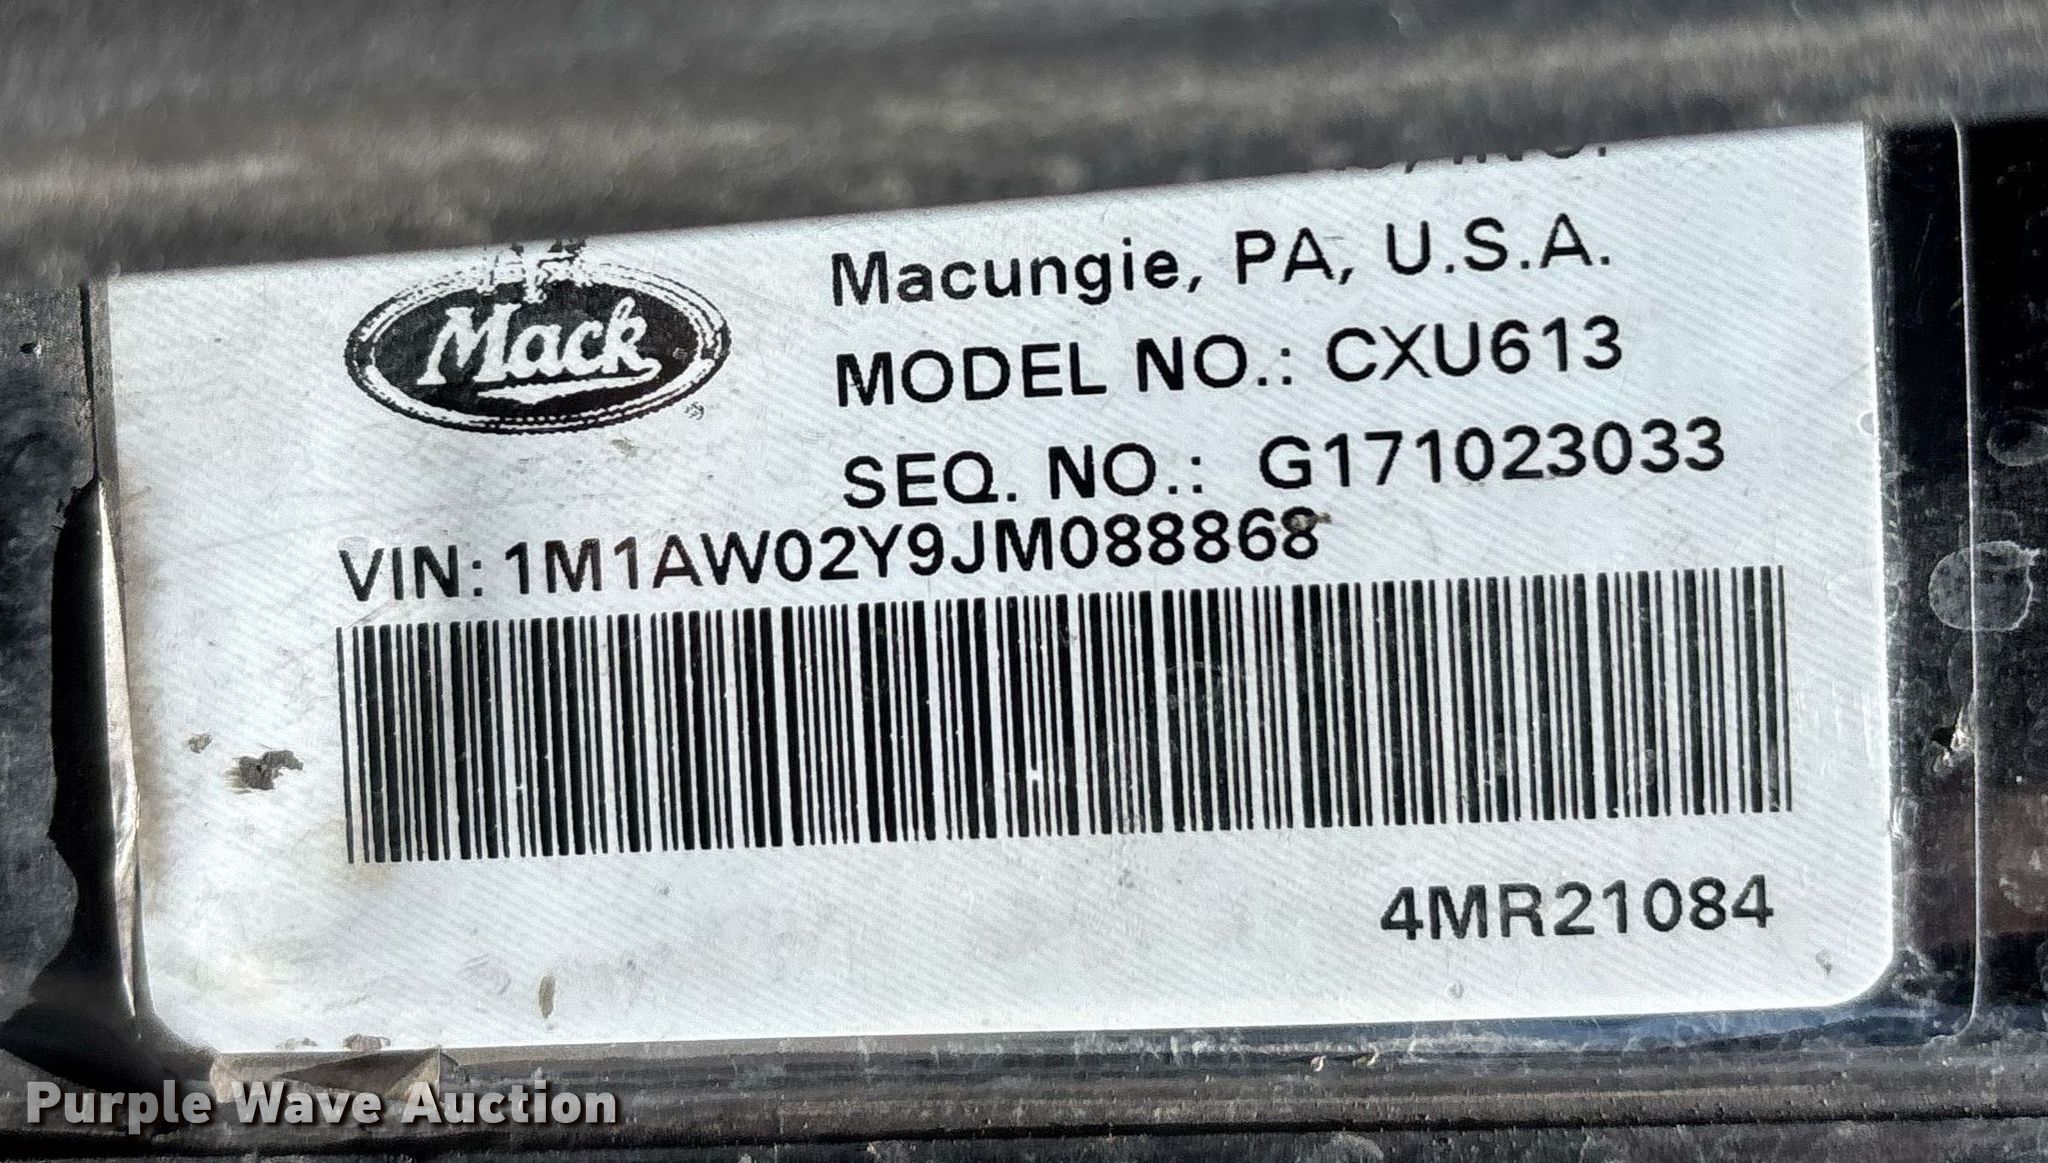 Macungie, PA, U.S.A.
Mack
MODEL NO.: CXU613
SEQ. NO.: G171023033
VIN: 1M1AW02Y9JM088868
4MR21084
Purple Wave Auction